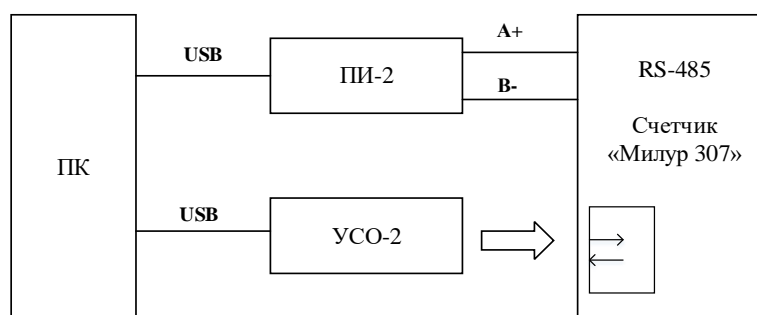 ПК
USB
ПИ-2
A+
B-
RS-485
Счетчик
«Милур 307»
USB
УСО-2